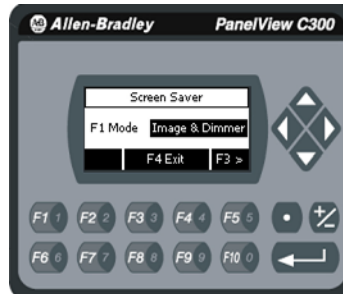 Allen-Bradley PanelView C300
Screen Saver
F1 Mode Image & Dimmer
F4 Exit F3 >
F1 1 F2 2 F3 3 F4 4 F5 5 • +/-
F6 6 F7 7 F8 8 F9 9 F10 0